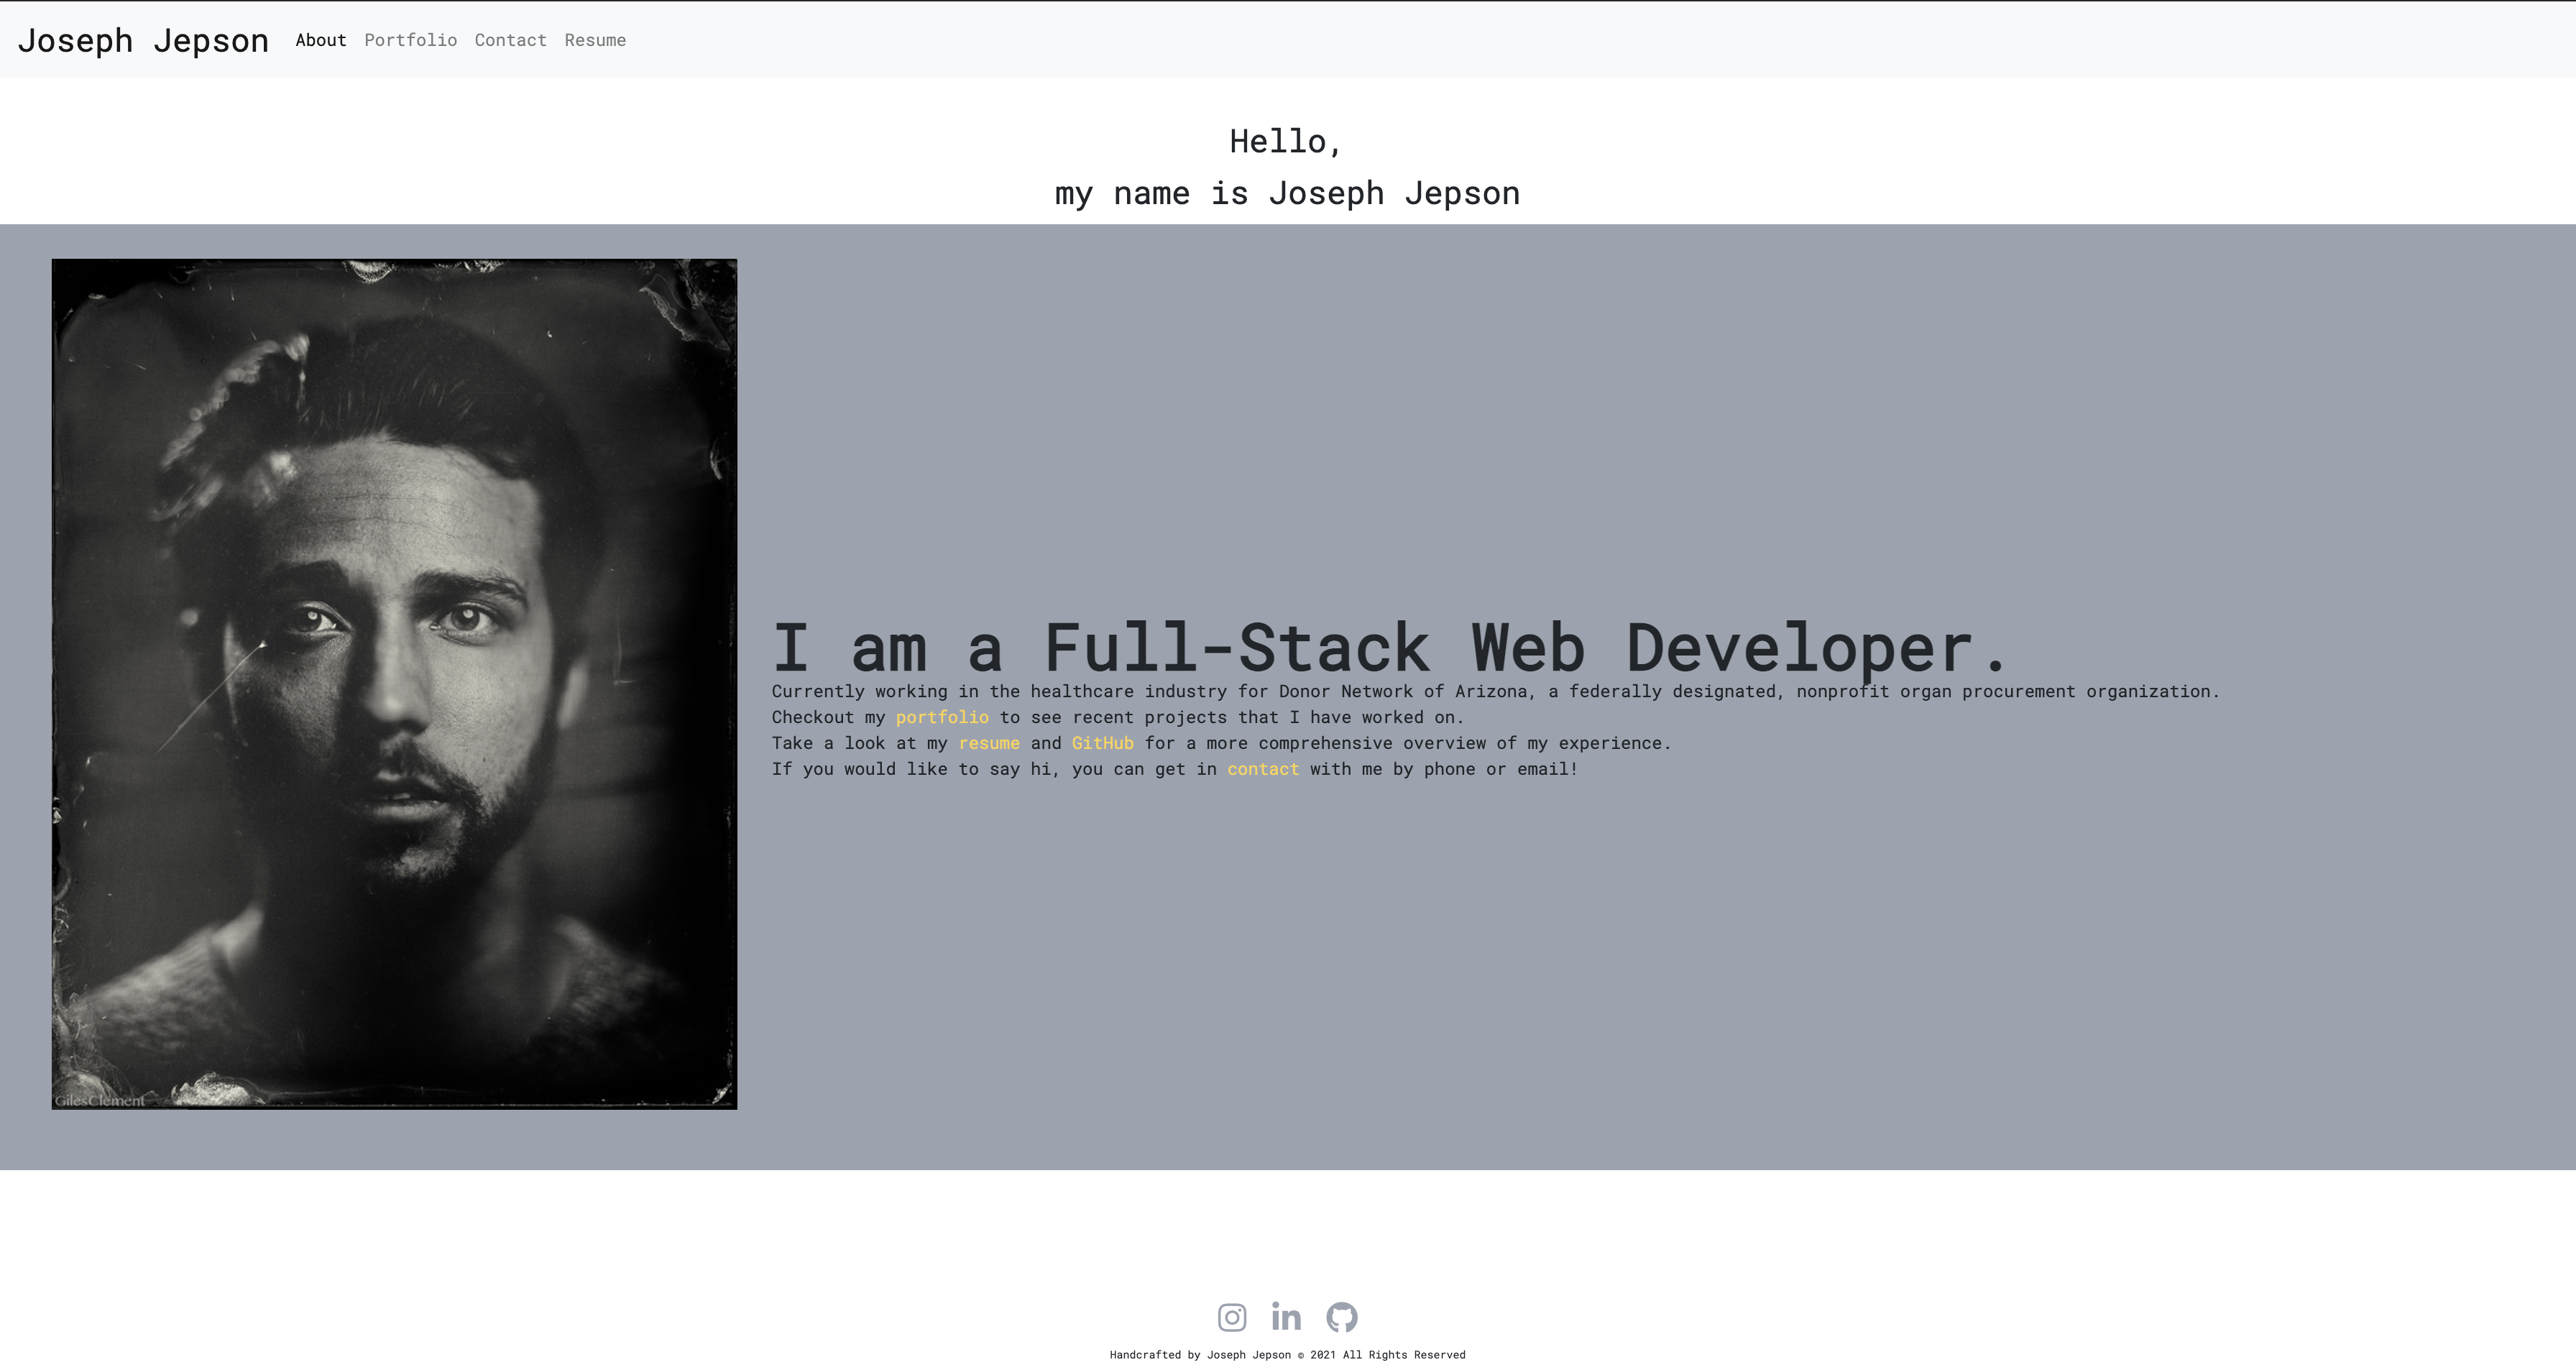 Joseph Jepson About Portfolio Contact Resume
Hello,
my name is Joseph Jepson
I am a Full-Stack Web Developer.
Currently working in the healthcare industry for Donor Network of Arizona, a federally designated, nonprofit organ procurement organization.
Checkout my portfolio to see recent projects that I have worked on.
Take a look at my resume and GitHub for a more comprehensive overview of my experience.
If you would like to say hi, you can get in contact with me by phone or email!
GilesClement
in
Handcrafted by Joseph Jepson © 2021 All Rights Reserved